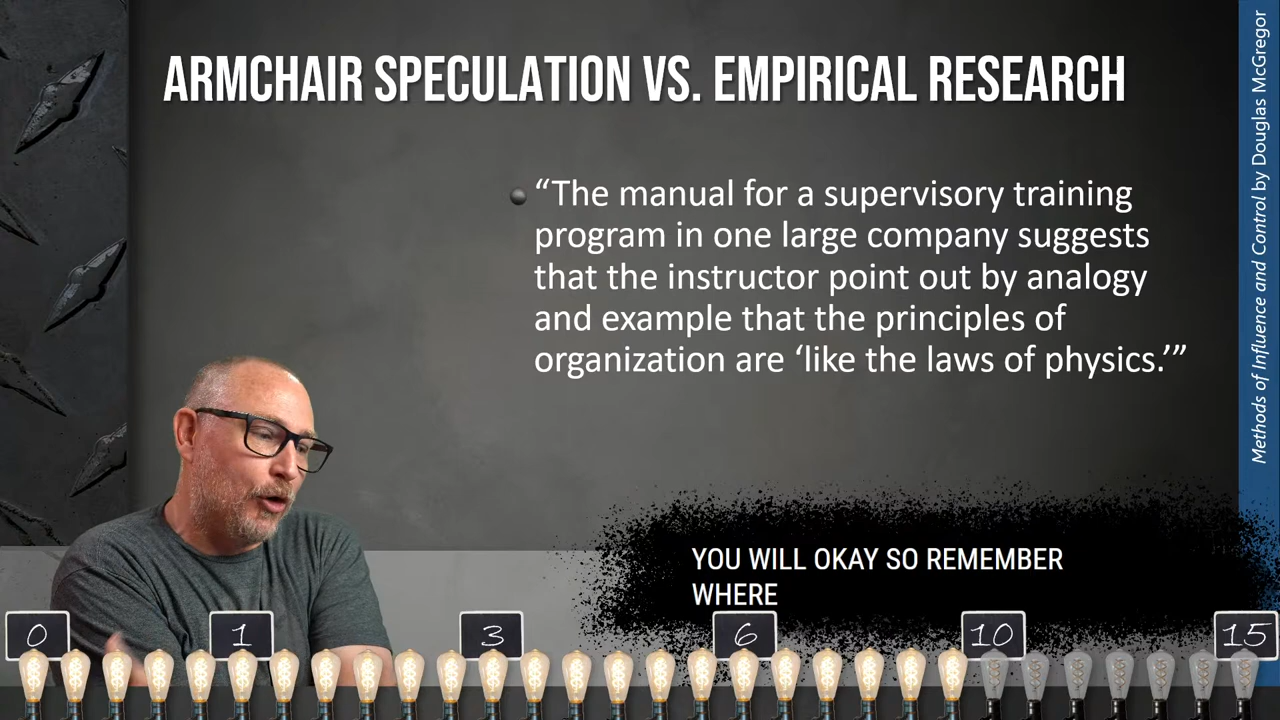 ARMCHAIR SPECULATION VS. EMPIRICAL RESEARCH
“The manual for a supervisory training
program in one large company suggests
that the instructor point out by analogy
and example that the principles of
organization are ‘like the laws of physics.’”
Methods of Influence and Control by Douglas McGregor
YOU WILL OKAY SO REMEMBER
WHERE
0 1 3 6 10 15